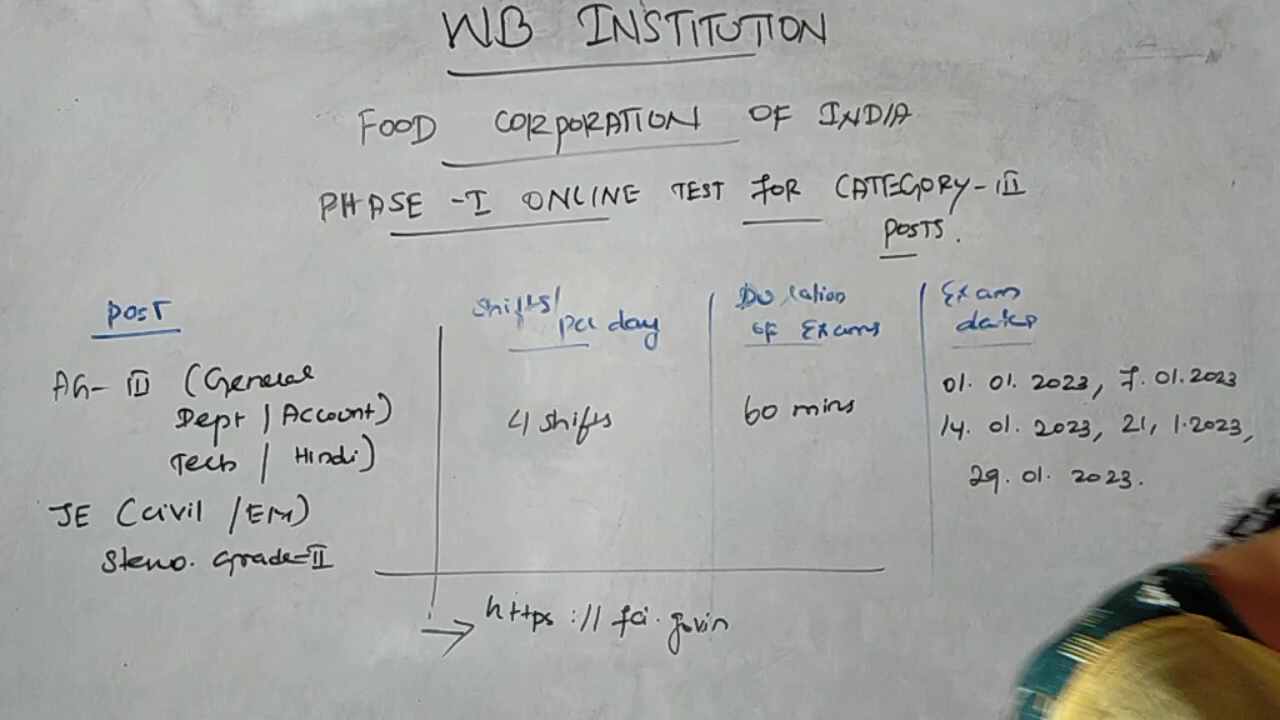 WB INSTITUTION
FOOD CORPORATION OF INDIA
PHASE -I ONLINE TEST FOR CATEGORY-III
POSTS.
POST
Shifts/
per day
Duration
of Exams
Exam
dates
AG-III (General
Dept / Account)
Tech / Hindi)
JE (Civil / EM)
Steno. Grade-II
4 shifts
60 mins
01. 01. 2023, 7. 01. 2023
14. 01. 2023, 21, 1. 2023,
29. 01. 2023.
→ https://fci.gov.in